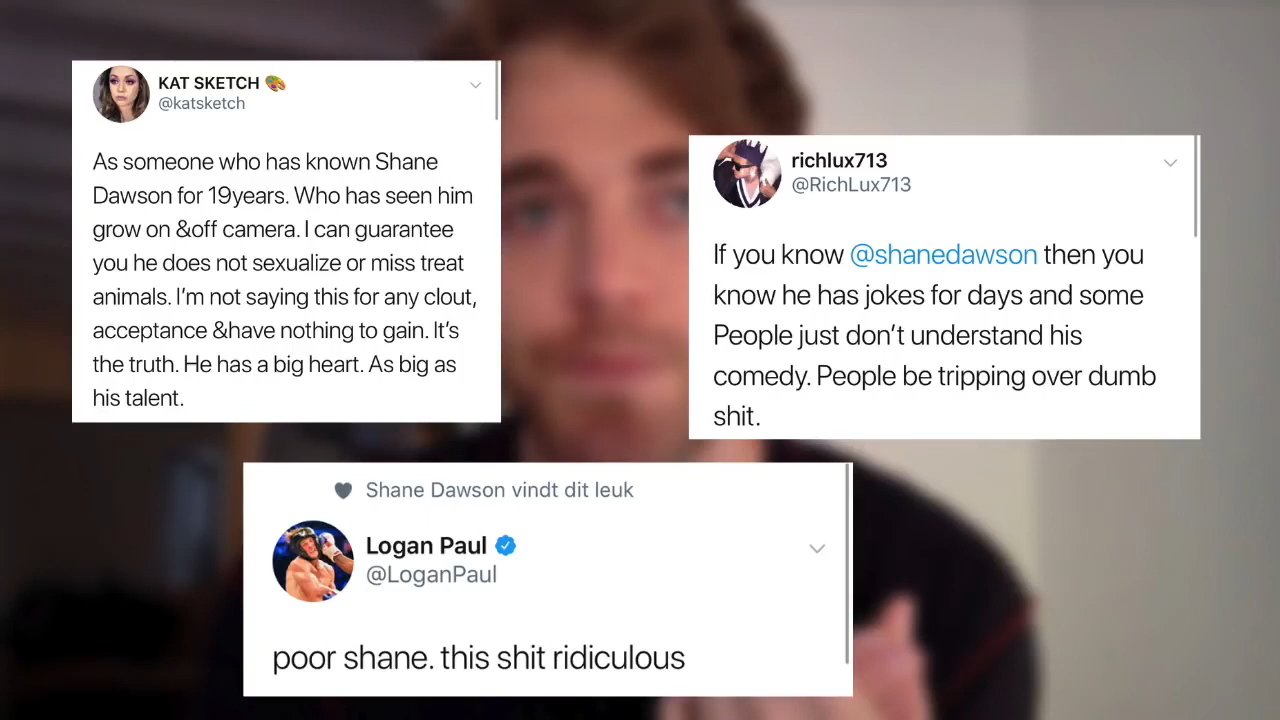 KAT SKETCH 🎨
@katsketch
As someone who has known Shane
Dawson for 19years. Who has seen him
grow on &off camera. I can guarantee
you he does not sexualize or miss treat
animals. I'm not saying this for any clout,
acceptance &have nothing to gain. It's
the truth. He has a big heart. As big as
his talent.
richlux713
@RichLux713
If you know @shanedawson then you
know he has jokes for days and some
People just don't understand his
comedy. People be tripping over dumb
shit.
Shane Dawson vindt dit leuk
Logan Paul
@LoganPaul
poor shane. this shit ridiculous